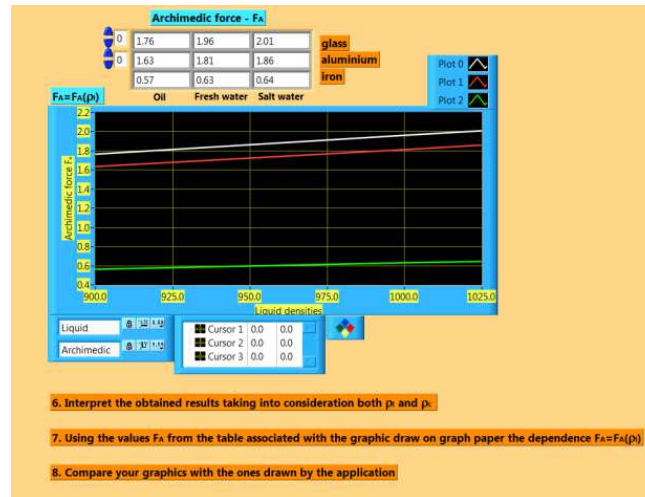 Archimedic force - FA
0 1.76 1.96 2.01 glass
0 1.63 1.81 1.86 aluminium
0.57 0.63 0.64 iron
Oil Fresh water Salt water
Plot 0
Plot 1
Plot 2
FA=FA(ρl)
Archimedic force FA
2.2
2.0
1.8
1.6
1.4
1.2
1.0
0.8
0.6
0.4
900.0 925.0 950.0 975.0 1000.0 1025.0
Liquid densities
Liquid
Archimedic
Cursor 1 0.0 0.0
Cursor 2 0.0 0.0
Cursor 3 0.0 0.0
6. Interpret the obtained results taking into consideration both ρl and ρc
7. Using the values FA from the table associated with the graphic draw on graph paper the dependence FA=FA(ρl)
8. Compare your graphics with the ones drawn by the application